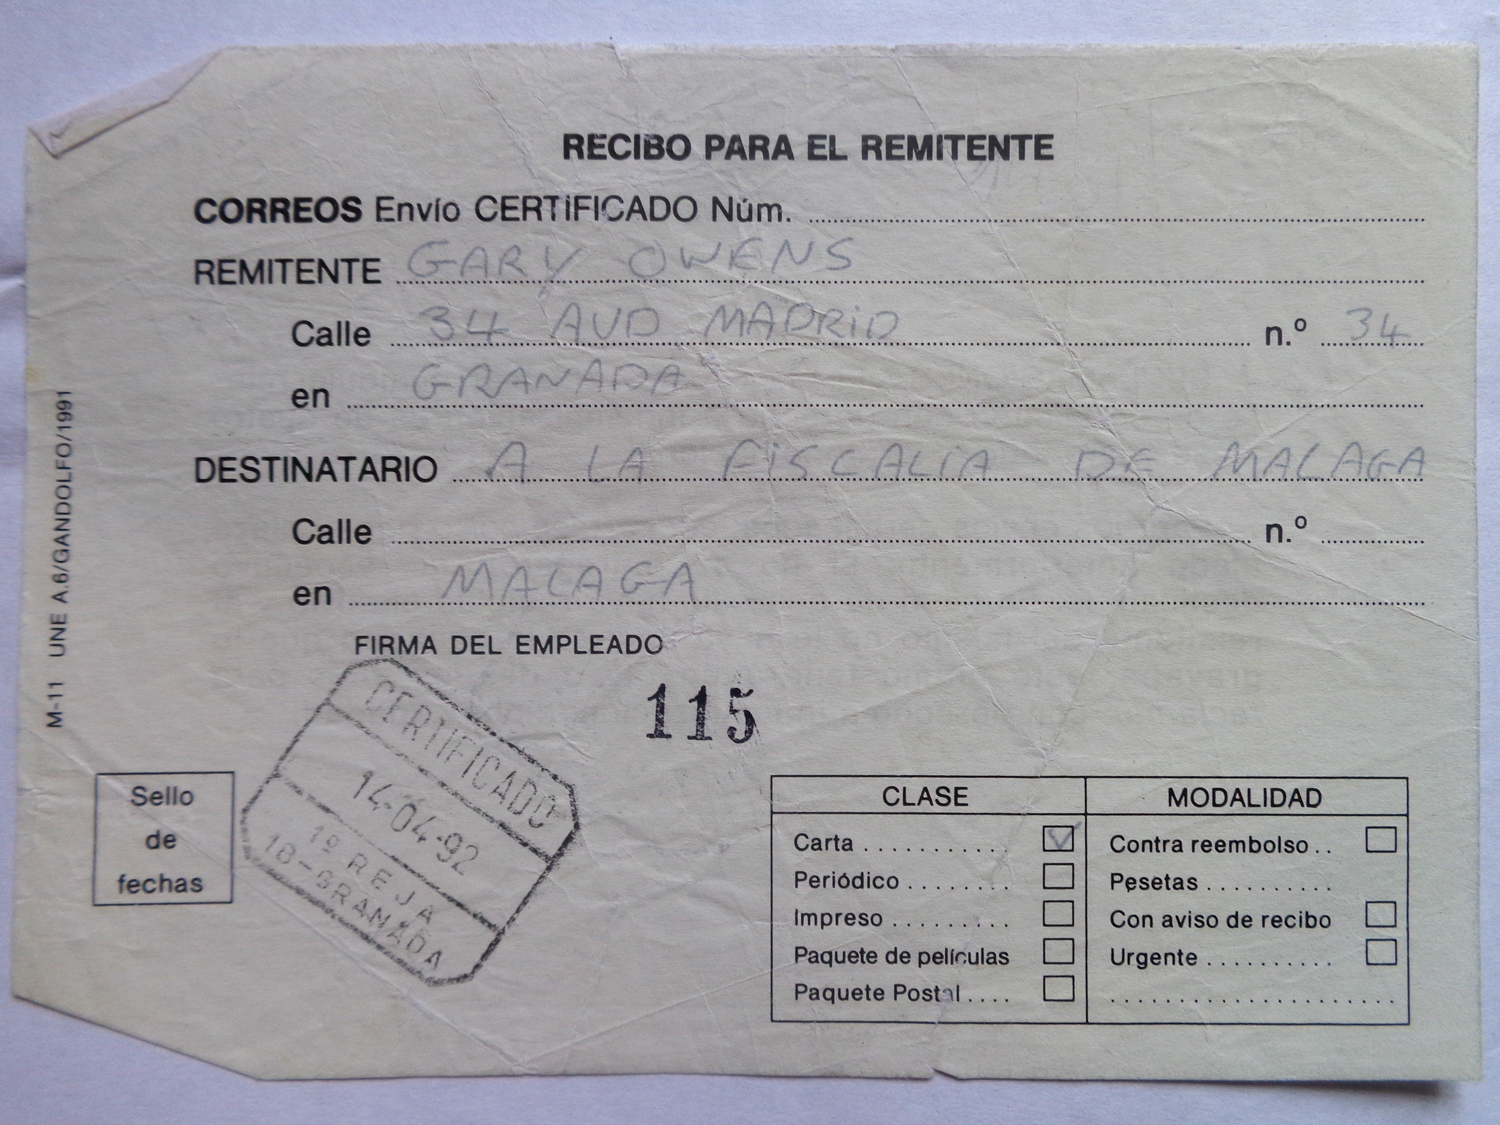 RECIBO PARA EL REMITENTE
CORREOS Envío CERTIFICADO Núm.
REMITENTE GARY OWENS
Calle 34 AVD MADRID n.º 34
en GRANADA
DESTINATARIO A LA FISCALIA DE MALAGA
Calle n.º
en MALAGA
FIRMA DEL EMPLEADO
115
M-11 UNE A.6/GANDOLFO/1991
Sello
de
fechas
CERTIFICADO
14-04-92
1º REJA
18-GRANADA
CLASE MODALIDAD
Carta .......... Contra reembolso ..
Periódico ........ Pesetas ..........
Impreso ......... Con aviso de recibo
Paquete de películas Urgente ..........
Paquete Postal ....